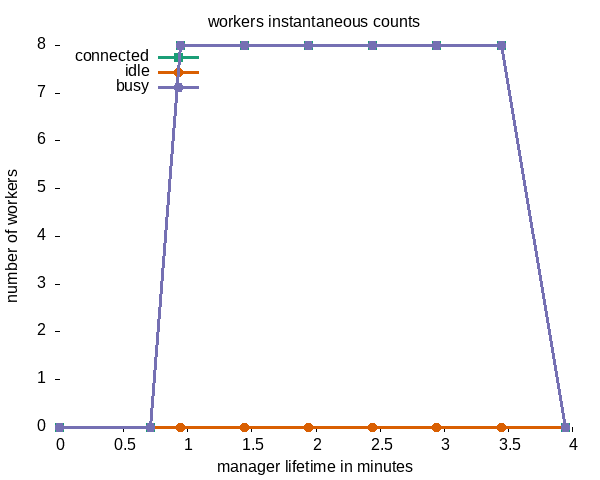 workers instantaneous counts
connected
idle
busy
number of workers
8
7
6
5
4
3
2
1
0
0 0.5 1 1.5 2 2.5 3 3.5 4
manager lifetime in minutes